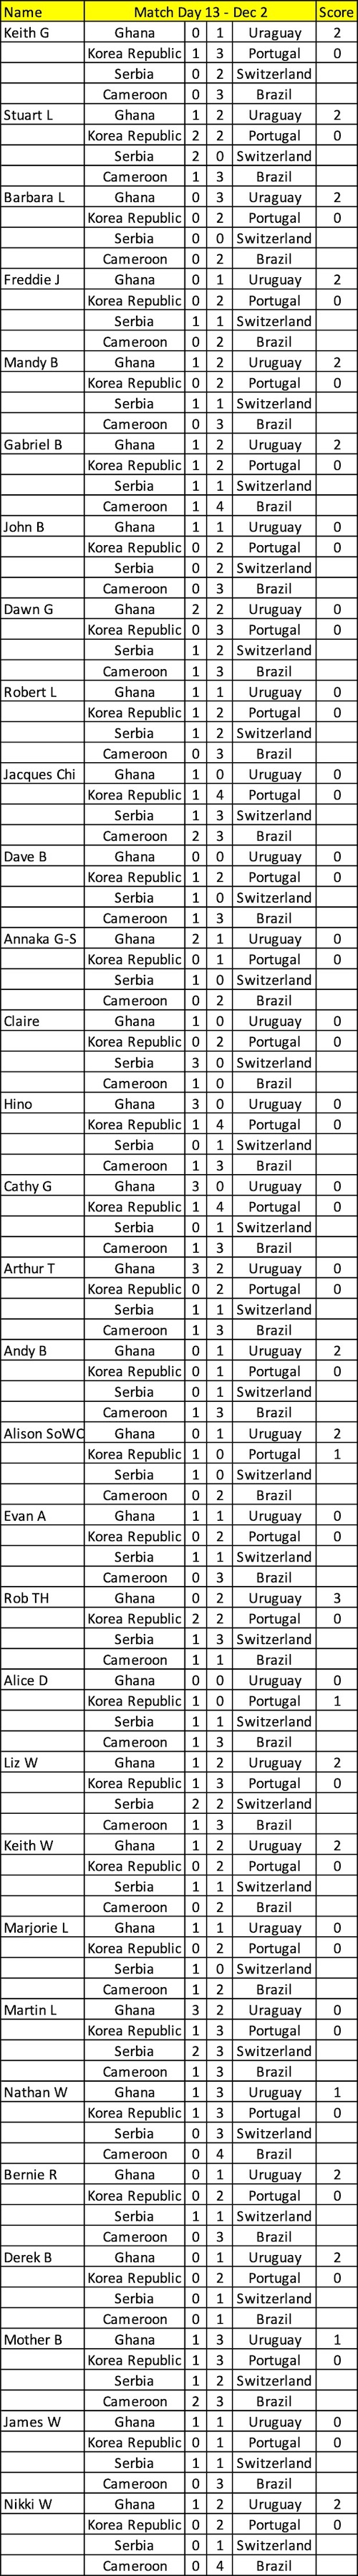 Name Match Day 13 - Dec 2 Score
Keith G Ghana 0 1 Uruguay 2
Korea Republic 1 3 Portugal 0
Serbia 0 2 Switzerland
Cameroon 0 3 Brazil
Stuart L Ghana 1 2 Uruguay 2
Korea Republic 2 2 Portugal 0
Serbia 2 0 Switzerland
Cameroon 1 3 Brazil
Barbara L Ghana 0 3 Uraguay 2
Korea Republic 0 2 Portugal 0
Serbia 0 0 Switzerland
Cameroon 0 2 Brazil
Freddie J Ghana 0 1 Uruguay 2
Korea Republic 0 2 Portugal 0
Serbia 1 1 Switzerland
Cameroon 0 2 Brazil
Mandy B Ghana 1 2 Uruguay 2
Korea Republic 0 2 Portugal 0
Serbia 1 1 Switzerland
Cameroon 0 3 Brazil
Gabriel B Ghana 1 2 Uruguay 2
Korea Republic 1 2 Portugal 0
Serbia 1 1 Switzerland
Cameroon 1 4 Brazil
John B Ghana 1 1 Uruguay 0
Korea Republic 0 2 Portugal 0
Serbia 0 2 Switzerland
Cameroon 0 3 Brazil
Dawn G Ghana 2 2 Uruguay 0
Korea Republic 0 3 Portugal 0
Serbia 1 2 Switzerland
Cameroon 1 3 Brazil
Robert L Ghana 1 1 Uruguay 0
Korea Republic 1 2 Portugal 0
Serbia 1 2 Switzerland
Cameroon 0 3 Brazil
Jacques Chi Ghana 1 0 Uruguay 0
Korea Republic 1 4 Portugal 0
Serbia 1 3 Switzerland
Cameroon 2 3 Brazil
Dave B Ghana 0 0 Uruguay 0
Korea Republic 1 2 Portugal 0
Serbia 1 0 Switzerland
Cameroon 1 3 Brazil
Annaka G-S Ghana 2 1 Uruguay 0
Korea Republic 0 1 Portugal 0
Serbia 1 0 Switzerland
Cameroon 0 2 Brazil
Claire Ghana 1 0 Uruguay 0
Korea Republic 0 2 Portugal 0
Serbia 3 0 Switzerland
Cameroon 1 0 Brazil
Hino Ghana 3 0 Uruguay 0
Korea Republic 1 4 Portugal 0
Serbia 0 1 Switzerland
Cameroon 1 3 Brazil
Cathy G Ghana 3 0 Uruguay 0
Korea Republic 1 4 Portugal 0
Serbia 0 1 Switzerland
Cameroon 1 3 Brazil
Arthur T Ghana 3 2 Uruguay 0
Korea Republic 0 2 Portugal 0
Serbia 1 1 Switzerland
Cameroon 1 3 Brazil
Andy B Ghana 0 1 Uruguay 2
Korea Republic 0 1 Portugal 0
Serbia 0 1 Switzerland
Cameroon 1 3 Brazil
Alison SoWC Ghana 0 1 Uruguay 2
Korea Republic 1 0 Portugal 1
Serbia 1 0 Switzerland
Cameroon 0 2 Brazil
Evan A Ghana 1 1 Uruguay 0
Korea Republic 0 2 Portugal 0
Serbia 1 1 Switzerland
Cameroon 0 3 Brazil
Rob TH Ghana 0 2 Uruguay 3
Korea Republic 2 2 Portugal 0
Serbia 1 3 Switzerland
Cameroon 1 1 Brazil
Alice D Ghana 0 0 Uruguay 0
Korea Republic 1 0 Portugal 1
Serbia 1 1 Switzerland
Cameroon 1 3 Brazil
Liz W Ghana 1 2 Uruguay 2
Korea Republic 1 3 Portugal 0
Serbia 2 2 Switzerland
Cameroon 1 3 Brazil
Keith W Ghana 1 2 Uruguay 2
Korea Republic 0 2 Portugal 0
Serbia 1 1 Switzerland
Cameroon 0 2 Brazil
Marjorie L Ghana 1 1 Uraguay 0
Korea Republic 0 2 Portugal 0
Serbia 1 0 Switzerland
Cameroon 1 2 Brazil
Martin L Ghana 3 2 Uraguay 0
Korea Republic 1 3 Portugal 0
Serbia 2 3 Switzerland
Cameroon 1 3 Brazil
Nathan W Ghana 1 3 Uruguay 1
Korea Republic 1 3 Portugal 0
Serbia 0 3 Switzerland
Cameroon 0 4 Brazil
Bernie R Ghana 0 1 Uruguay 2
Korea Republic 0 2 Portugal 0
Serbia 1 1 Switzerland
Cameroon 0 3 Brazil
Derek B Ghana 0 1 Uruguay 2
Korea Republic 0 2 Portugal 0
Serbia 0 1 Switzerland
Cameroon 0 1 Brazil
Mother B Ghana 1 3 Uruguay 1
Korea Republic 1 3 Portugal 0
Serbia 1 2 Switzerland
Cameroon 2 3 Brazil
James W Ghana 1 1 Uruguay 0
Korea Republic 0 1 Portugal 0
Serbia 1 1 Switzerland
Cameroon 0 3 Brazil
Nikki W Ghana 1 2 Uruguay 2
Korea Republic 0 2 Portugal 0
Serbia 0 1 Switzerland
Cameroon 0 4 Brazil